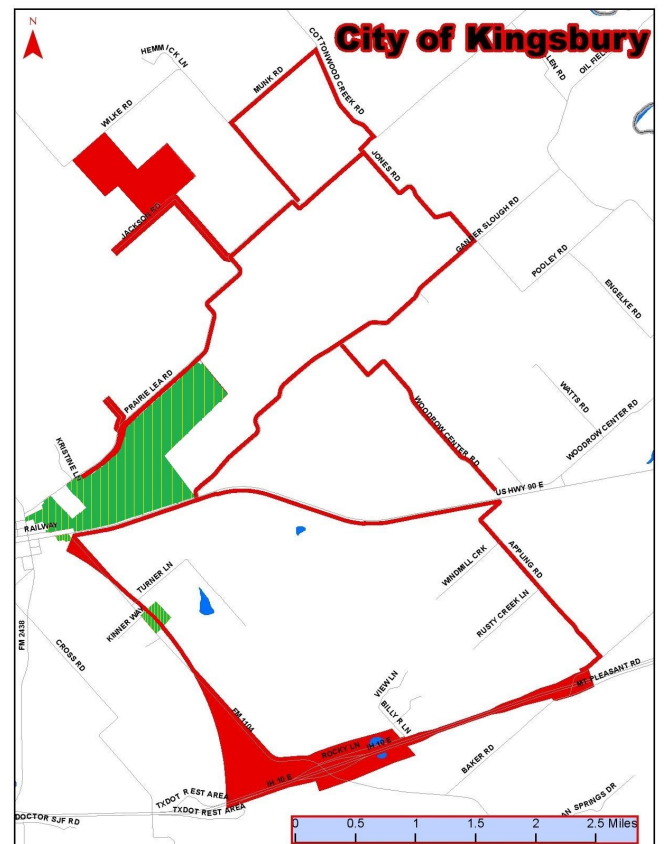 N
City of Kingsbury
HEMMICK LN
COTTONWOOD CREEK RD
OIL FIEL
LEN RD
MUNK RD
WILKE RD
JONES RD
JACKSON RD
GANDER SLOUGH RD
POOLEY RD
ENGELKE RD
PRAIRIE LEA RD
WATTS RD
WOODROW CENTER RD
WOODROW CENTER RD
KRISTINE LN
US HWY 90 E
RAILWAY
APPLING RD
WINDMILL CRK
TURNER LN
RUSTY CREEK LN
KINNER WAY
FM 2438
CROSS RD
VIEW LN
MT PLEASANT RD
BILLY R LN
FM 1104
ROCKY LN
IH 10 E
BAKER RD
IH 10 E
TXDOT REST AREA
TXDOT REST AREA
AN SPRINGS DR
DOCTOR SJF RD
0 0.5 1 1.5 2 2.5 Miles